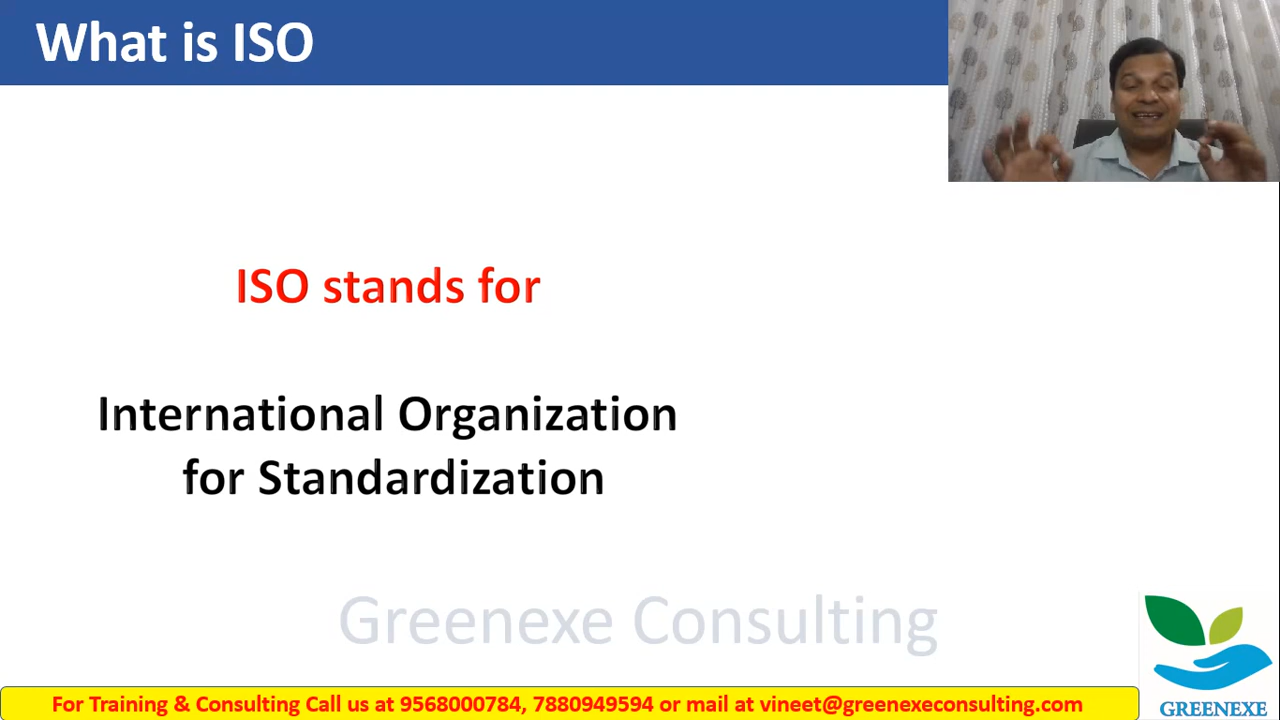 What is ISO
ISO stands for
International Organization
for Standardization
Greenexe Consulting
For Training & Consulting Call us at 9568000784, 7880949594 or mail at vineet@greenexeconsulting.com
GREENEXE